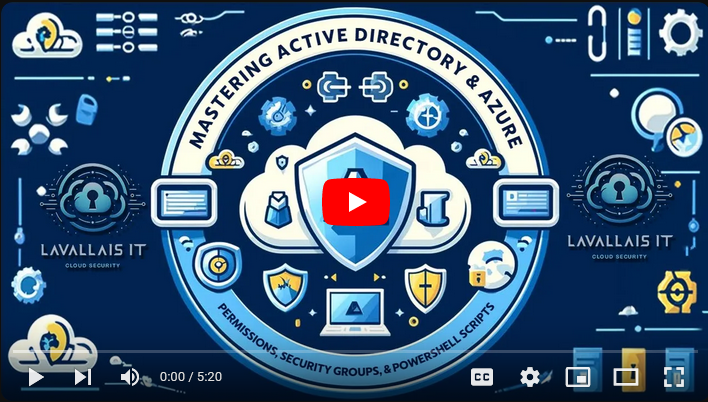 MASTERING ACTIVE DIRECTORY & AZURE
LAVALLAIS IT
CLOUD SECURITY
LAVALLAIS IT
CLOUD SECURITY
PERMISSIONS, SECURITY GROUPS, & POWERSHELL SCRIPTS
0:00 / 5:20
CC